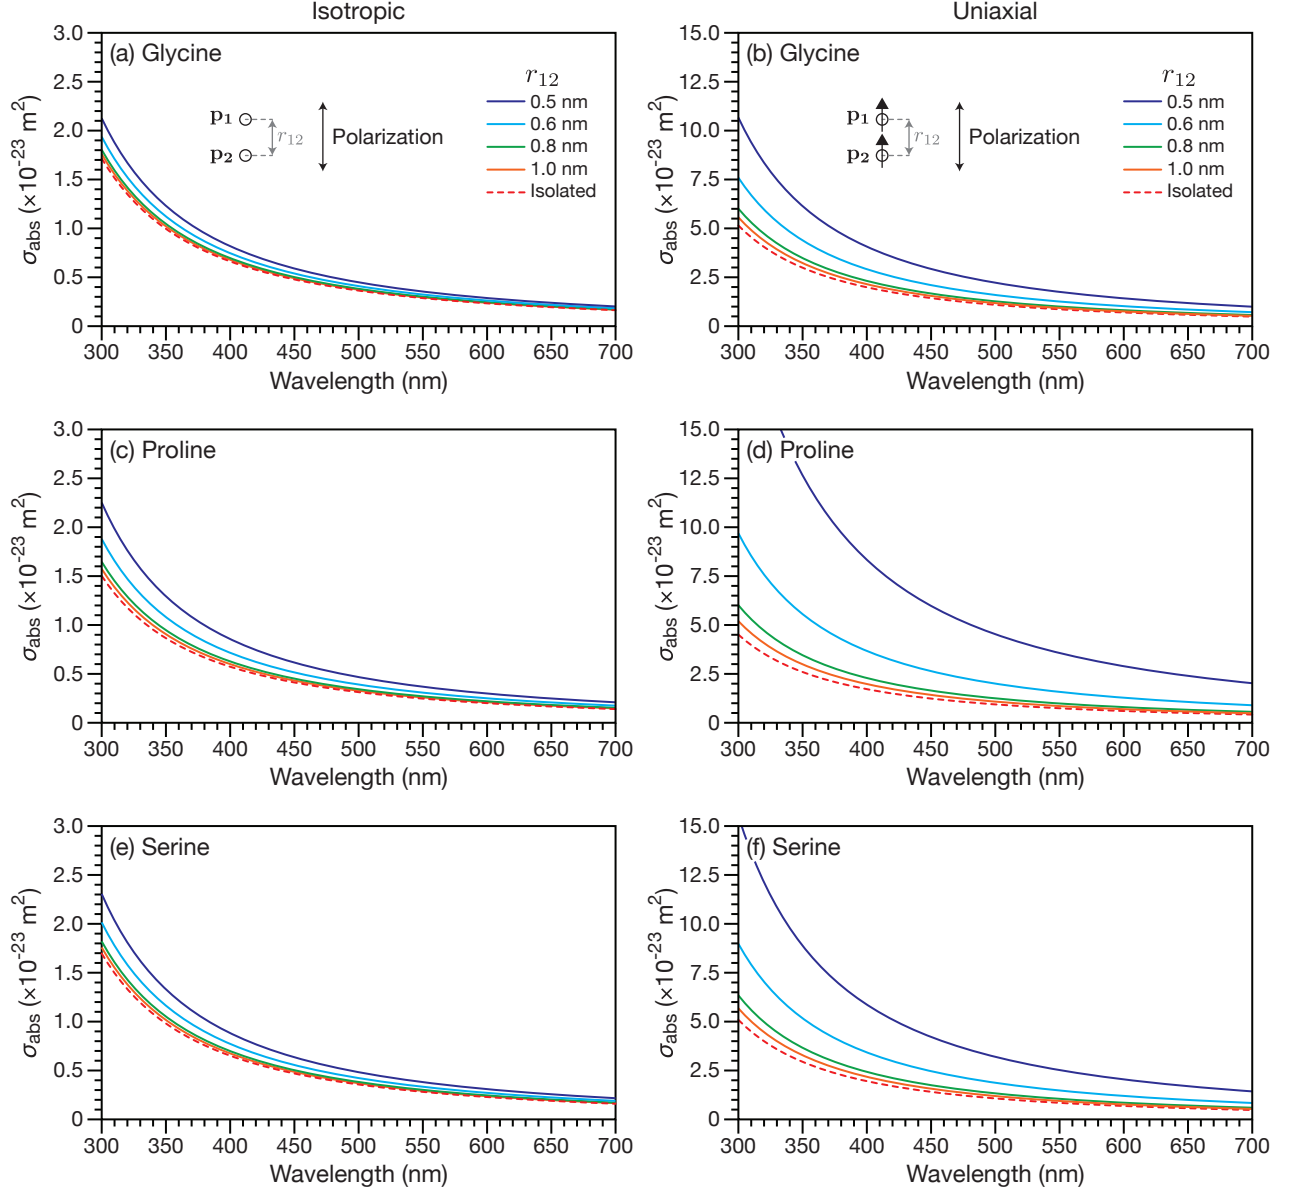 Isotropic
Uniaxial
(a) Glycine
r12
0.5 nm
0.6 nm
0.8 nm
1.0 nm
Isolated
p1
p2
r12
Polarization
3.0
2.5
2.0
1.5
1.0
0.5
0
σabs (×10-23 m2)
300 350 400 450 500 550 600 650 700
Wavelength (nm)
(b) Glycine
r12
0.5 nm
0.6 nm
0.8 nm
1.0 nm
Isolated
p1
p2
r12
Polarization
15.0
12.5
10.0
7.5
5.0
2.5
0
σabs (×10-23 m2)
300 350 400 450 500 550 600 650 700
Wavelength (nm)
(c) Proline
3.0
2.5
2.0
1.5
1.0
0.5
0
σabs (×10-23 m2)
300 350 400 450 500 550 600 650 700
Wavelength (nm)
(d) Proline
15.0
12.5
10.0
7.5
5.0
2.5
0
σabs (×10-23 m2)
300 350 400 450 500 550 600 650 700
Wavelength (nm)
(e) Serine
3.0
2.5
2.0
1.5
1.0
0.5
0
σabs (×10-23 m2)
300 350 400 450 500 550 600 650 700
Wavelength (nm)
(f) Serine
15.0
12.5
10.0
7.5
5.0
2.5
0
σabs (×10-23 m2)
300 350 400 450 500 550 600 650 700
Wavelength (nm)